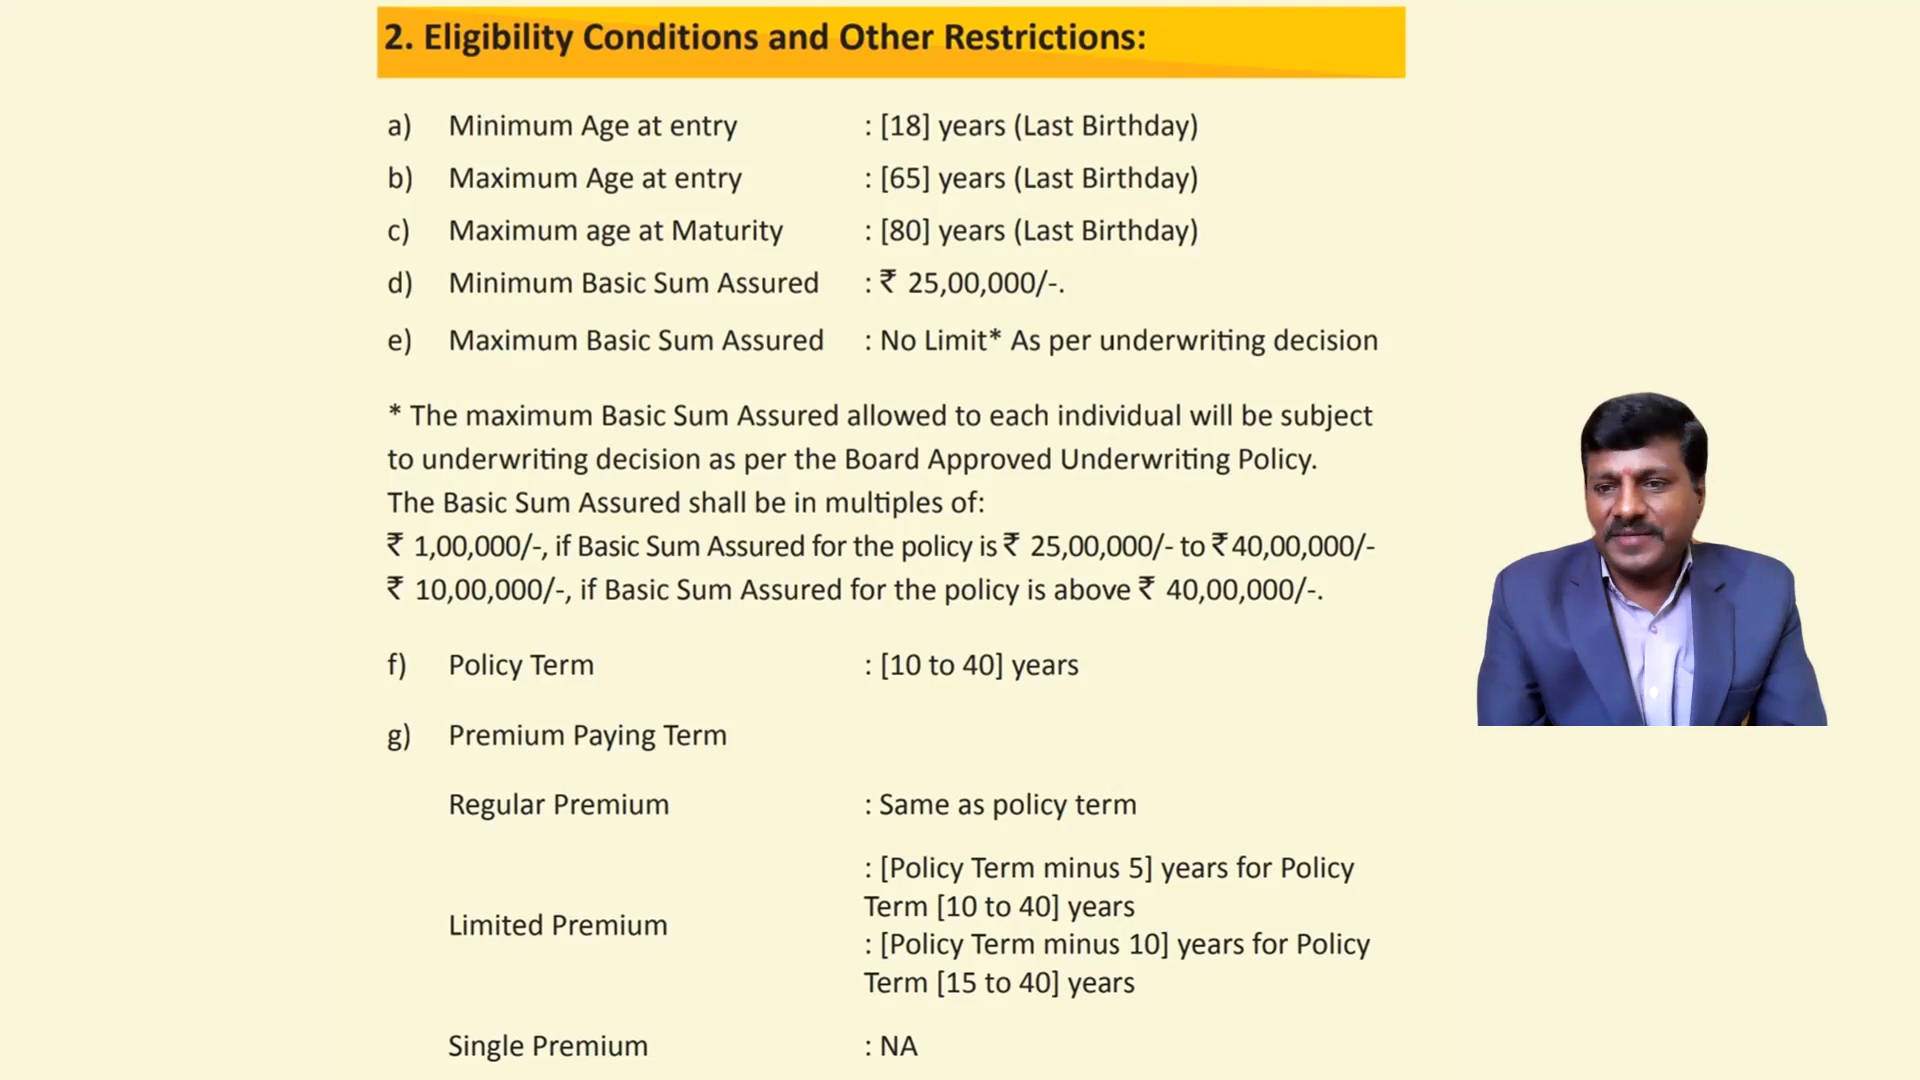 2. Eligibility Conditions and Other Restrictions:
a) Minimum Age at entry : [18] years (Last Birthday)
b) Maximum Age at entry : [65] years (Last Birthday)
c) Maximum age at Maturity : [80] years (Last Birthday)
d) Minimum Basic Sum Assured : ₹ 25,00,000/-.
e) Maximum Basic Sum Assured : No Limit* As per underwriting decision
* The maximum Basic Sum Assured allowed to each individual will be subject
to underwriting decision as per the Board Approved Underwriting Policy.
The Basic Sum Assured shall be in multiples of:
₹ 1,00,000/-, if Basic Sum Assured for the policy is ₹ 25,00,000/- to ₹40,00,000/-
₹ 10,00,000/-, if Basic Sum Assured for the policy is above ₹ 40,00,000/-.
f) Policy Term : [10 to 40] years
g) Premium Paying Term
Regular Premium : Same as policy term
Limited Premium
: [Policy Term minus 5] years for Policy
Term [10 to 40] years
: [Policy Term minus 10] years for Policy
Term [15 to 40] years
Single Premium : NA